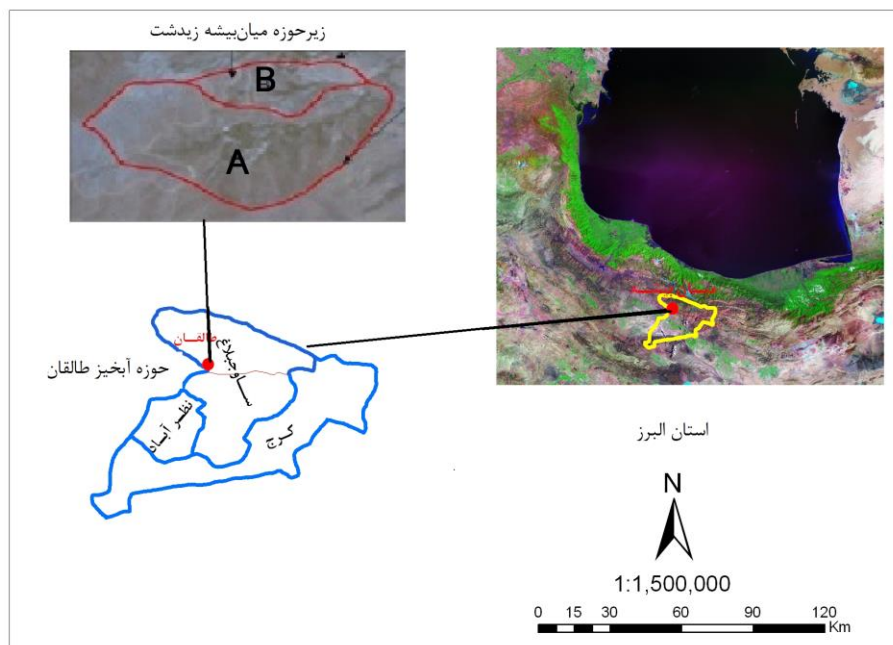 زیرحوزه میان‌بیشه زیدشت
B
A
طالقان
ساوجبلاغ
حوزه آبخیز طالقان
نظرآباد
کرج
استان البرز
N
1:1,500,000
0 15 30 60 90 120
Km